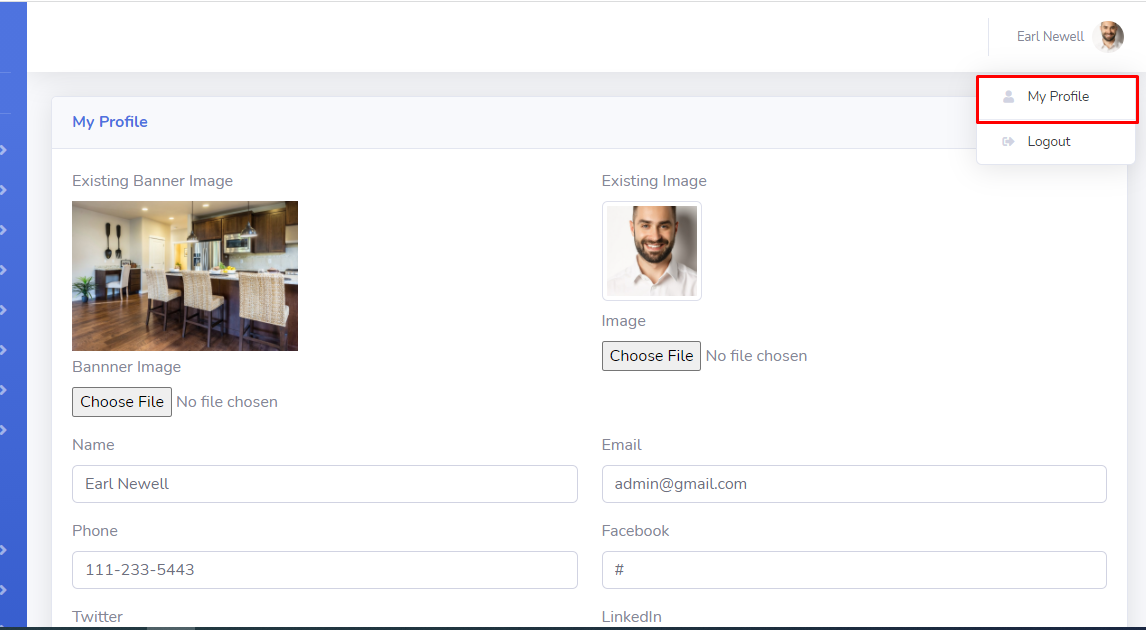 Earl Newell
My Profile
Logout
My Profile
Existing Banner Image
Existing Image
Image
Choose File No file chosen
Bannner Image
Choose File No file chosen
Name
Earl Newell
Email
admin@gmail.com
Phone
111-233-5443
Facebook
#
Twitter
LinkedIn